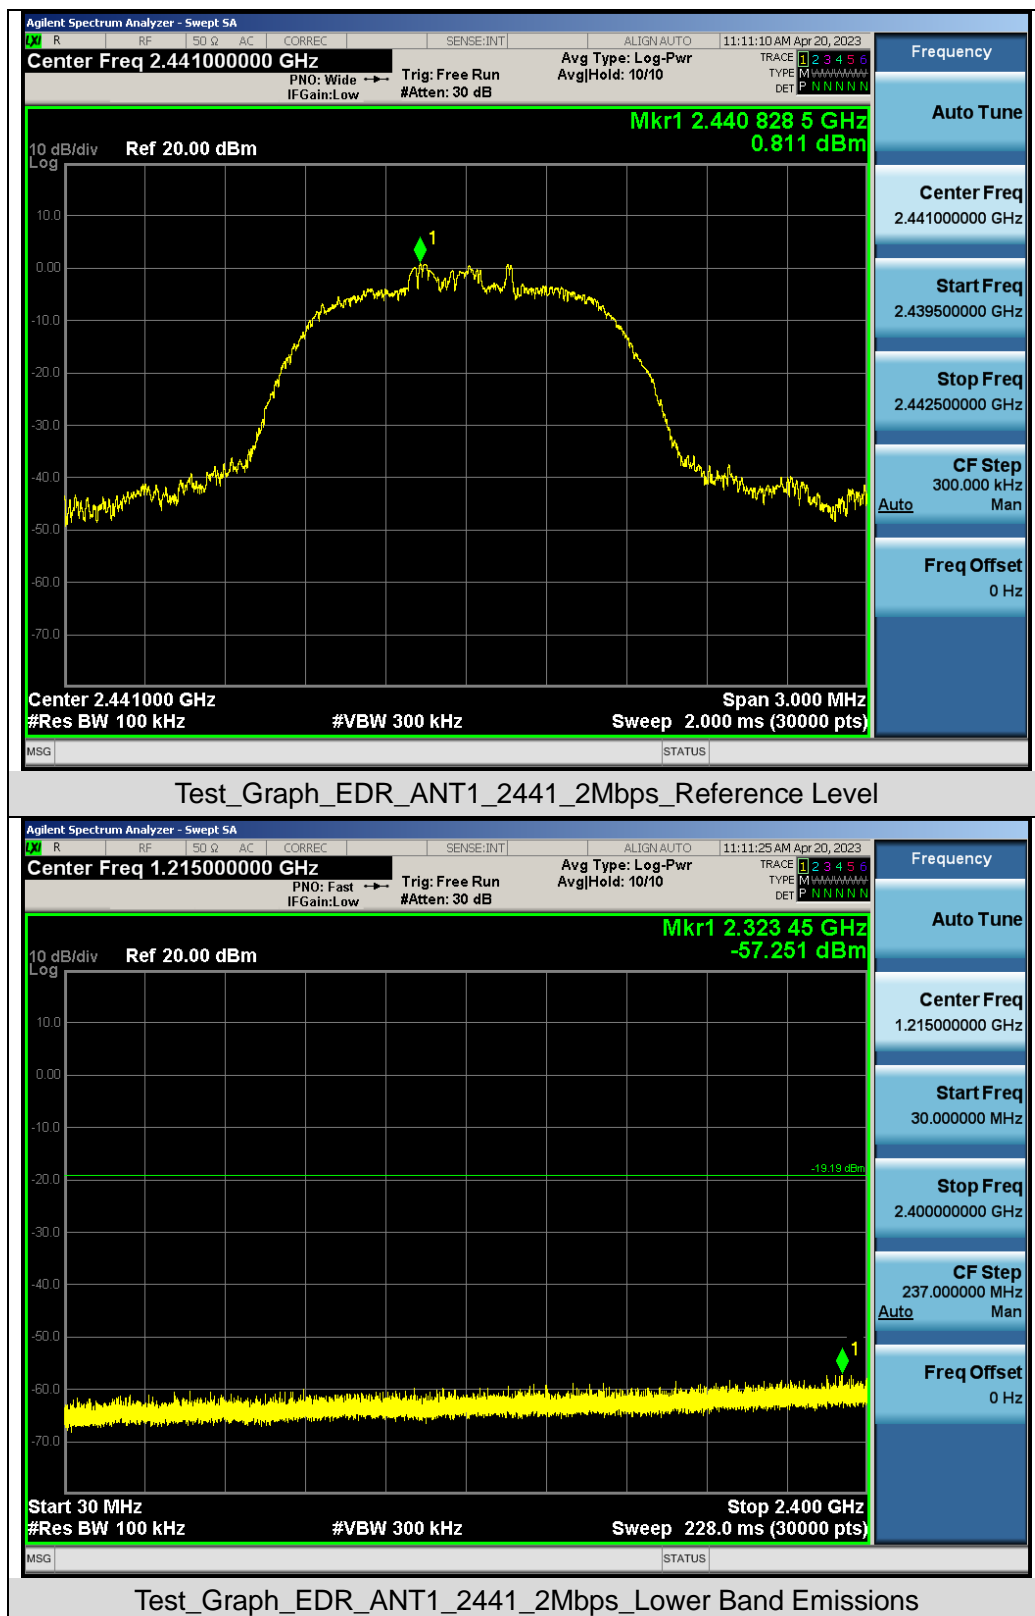 Agilent Spectrum Analyzer - Swept SA
LXI R RF 50 Ω AC CORREC SENSE:INT ALIGN AUTO 11:11:10 AM Apr 20, 2023
Center Freq 2.441000000 GHz
PNO: Wide
IFGain:Low
Trig: Free Run
#Atten: 30 dB
Avg Type: Log-Pwr
Avg|Hold: 10/10
TRACE 1 2 3 4 5 6
TYPE M
DET P N N N N N
Mkr1 2.440 828 5 GHz
0.811 dBm
10 dB/div Ref 20.00 dBm
Log
10.0
0.00
-10.0
-20.0
-30.0
-40.0
-50.0
-60.0
-70.0
1
Center 2.441000 GHz Span 3.000 MHz
#Res BW 100 kHz #VBW 300 kHz Sweep 2.000 ms (30000 pts)
MSG STATUS
Frequency
Auto Tune
Center Freq
2.441000000 GHz
Start Freq
2.439500000 GHz
Stop Freq
2.442500000 GHz
CF Step
300.000 kHz
Auto Man
Freq Offset
0 Hz
Test_Graph_EDR_ANT1_2441_2Mbps_Reference Level
Agilent Spectrum Analyzer - Swept SA
LXI R RF 50 Ω AC CORREC SENSE:INT ALIGN AUTO 11:11:25 AM Apr 20, 2023
Center Freq 1.215000000 GHz
PNO: Fast
IFGain:Low
Trig: Free Run
#Atten: 30 dB
Avg Type: Log-Pwr
Avg|Hold: 10/10
TRACE 1 2 3 4 5 6
TYPE M
DET P N N N N N
Mkr1 2.323 45 GHz
-57.251 dBm
10 dB/div Ref 20.00 dBm
Log
10.0
0.00
-10.0
-20.0
-30.0
-40.0
-50.0
-60.0
-70.0
-19.19 dBm
1
Start 30 MHz Stop 2.400 GHz
#Res BW 100 kHz #VBW 300 kHz Sweep 228.0 ms (30000 pts)
MSG STATUS
Frequency
Auto Tune
Center Freq
1.215000000 GHz
Start Freq
30.000000 MHz
Stop Freq
2.400000000 GHz
CF Step
237.000000 MHz
Auto Man
Freq Offset
0 Hz
Test_Graph_EDR_ANT1_2441_2Mbps_Lower Band Emissions